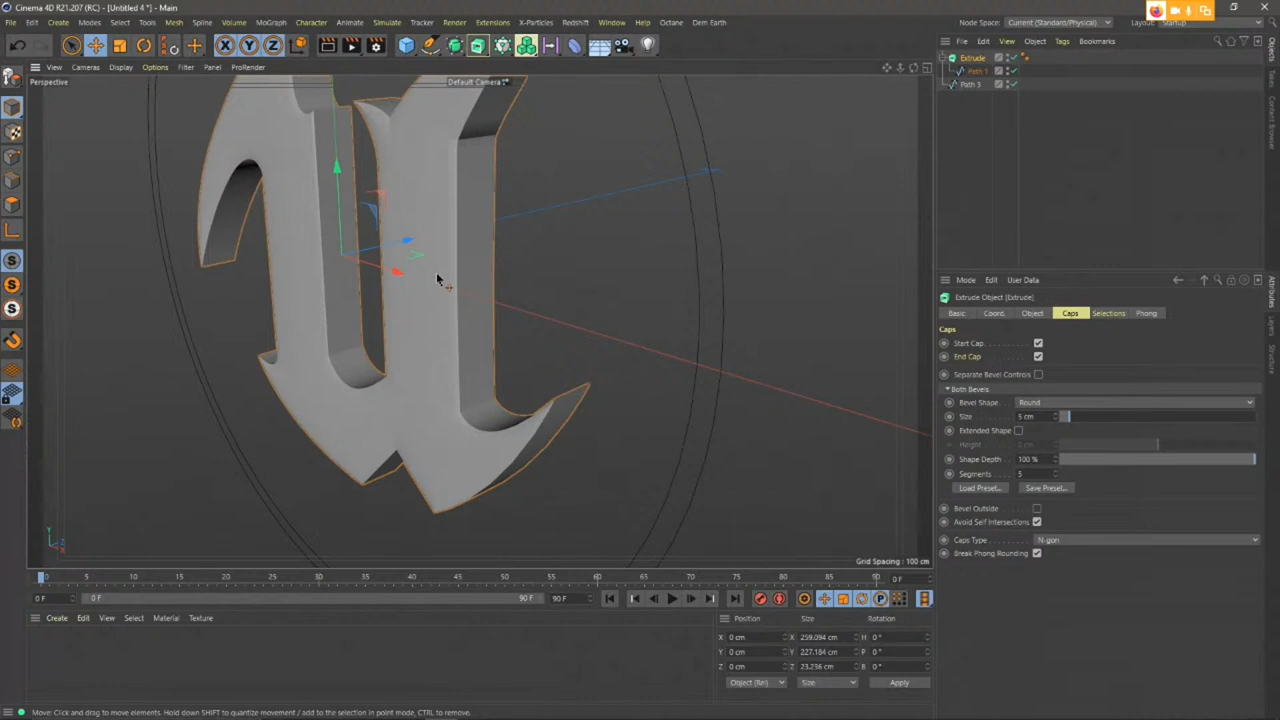 Cinema 4D R21.207 (RC) - [Untitled 4 *] - Main
File Edit Create Modes Select Tools Mesh Spline Volume MoGraph Character Animate Simulate Tracker Render Extensions X-Particles Redshift Window Help Octane Dem Earth
Node Space: Current (Standard/Physical) Layout: Startup
X Y Z
View Cameras Display Options Filter Panel ProRender
File Edit View Object Tags Bookmarks
Perspective
Default Camera
Extrude
Path 1
Path 3
Objects
Takes
Content Browser
Mode Edit User Data
Extrude Object [Extrude]
Basic Coord. Object Caps Selections Phong
Caps
Start Cap
End Cap
Separate Bevel Controls
Both Bevels
Bevel Shape Round
Size 5 cm
Extended Shape
Height 0 cm
Shape Depth 100 %
Segments 5
Load Preset... Save Preset...
Bevel Outside
Avoid Self Intersections
Caps Type N-gon
Break Phong Rounding
Attributes
Layers
Structure
Y
Z
X
Grid Spacing : 100 cm
0 5 10 15 20 25 30 35 40 45 50 55 60 65 70 75 80 85 90 0 F
0 F 0 F 90 F 90 F
Create Edit View Select Material Texture
Position Size Rotation
X 0 cm X 259.094 cm H 0 °
Y 0 cm Y 227.184 cm P 0 °
Z 0 cm Z 23.236 cm B 0 °
Object (Rel) Size Apply
Move: Click and drag to move elements. Hold down SHIFT to quantize movement / add to the selection in point mode, CTRL to remove.